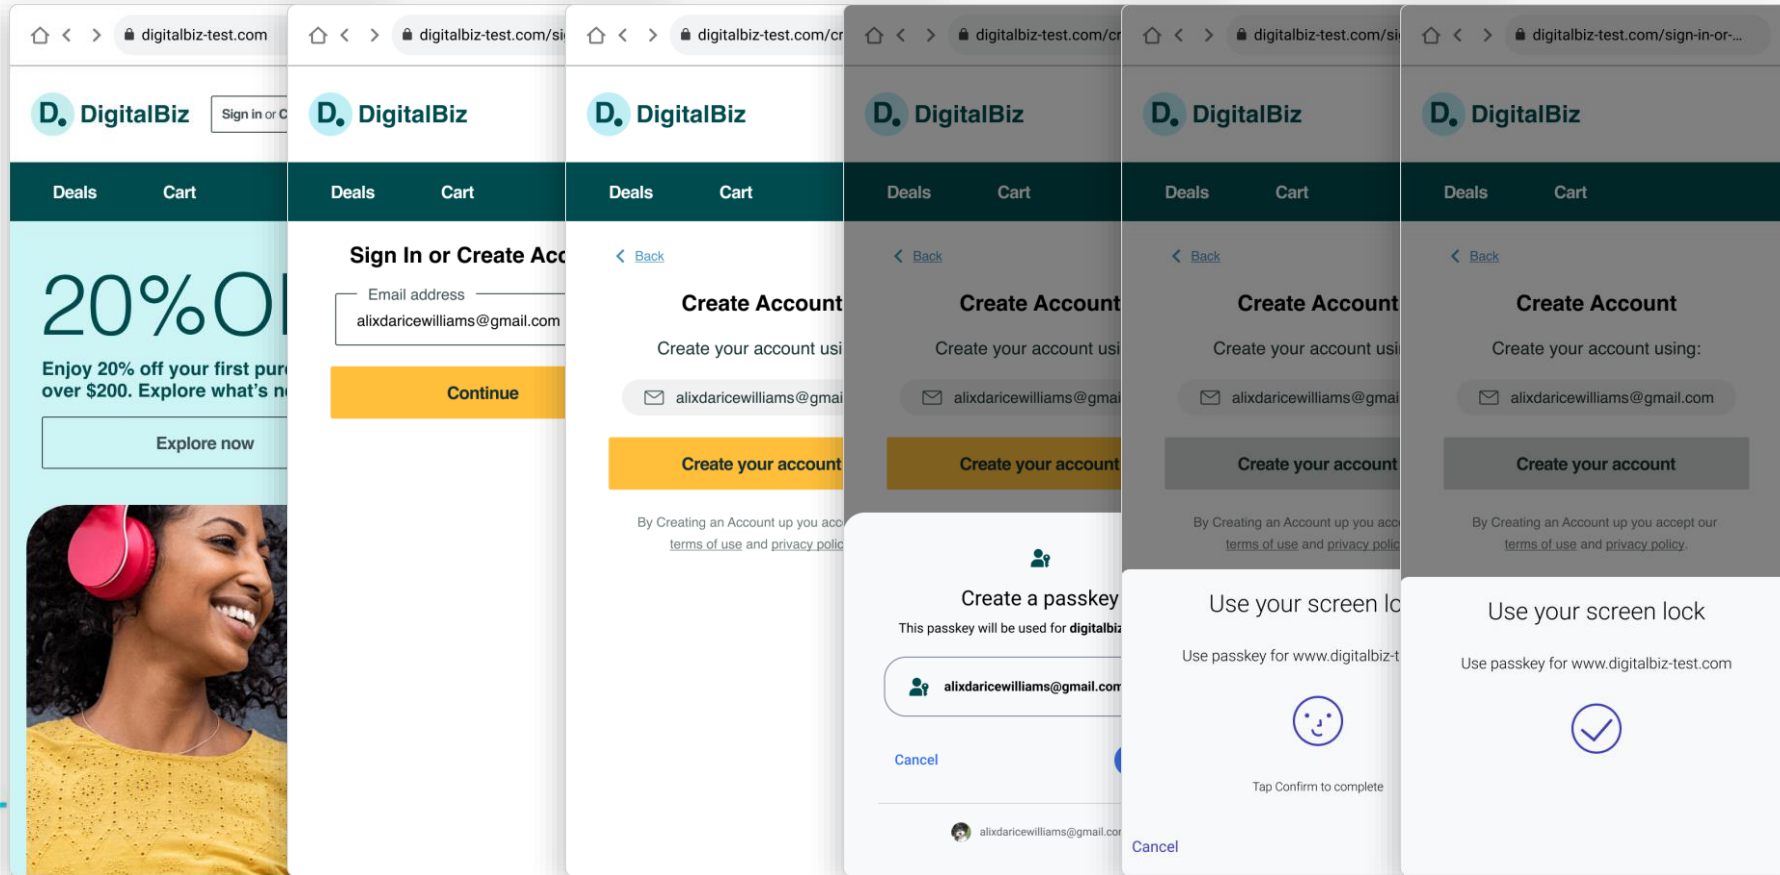 digitalbiz-test.com
D. DigitalBiz
Sign in or C
Deals Cart
20%O
Enjoy 20% off your first pur
over $200. Explore what's n
Explore now
digitalbiz-test.com/si
D. DigitalBiz
Deals Cart
Sign In or Create Acc
Email address
alixdaricewilliams@gmail.com
Continue
digitalbiz-test.com/cr
D. DigitalBiz
Deals Cart
Back
Create Account
Create your account usi
alixdaricewilliams@gmai
Create your account
By Creating an Account up you acc
terms of use and privacy polic
digitalbiz-test.com/cr
D. DigitalBiz
Deals Cart
Back
Create Account
Create your account usi
alixdaricewilliams@gmai
Create your account
Create a passkey
This passkey will be used for digitalbiz
alixdaricewilliams@gmail.com
Cancel
alixdaricewilliams@gmail.cor
digitalbiz-test.com/si
D. DigitalBiz
Deals Cart
Back
Create Account
Create your account usi
alixdaricewilliams@gmai
Create your account
By Creating an Account up you acc
terms of use and privacy polic
Use your screen lo
Use passkey for www.digitalbiz-t
Tap Confirm to complete
Cancel
digitalbiz-test.com/sign-in-or-...
D. DigitalBiz
Deals Cart
Back
Create Account
Create your account using:
alixdaricewilliams@gmail.com
Create your account
By Creating an Account up you accept our
terms of use and privacy policy.
Use your screen lock
Use passkey for www.digitalbiz-test.com